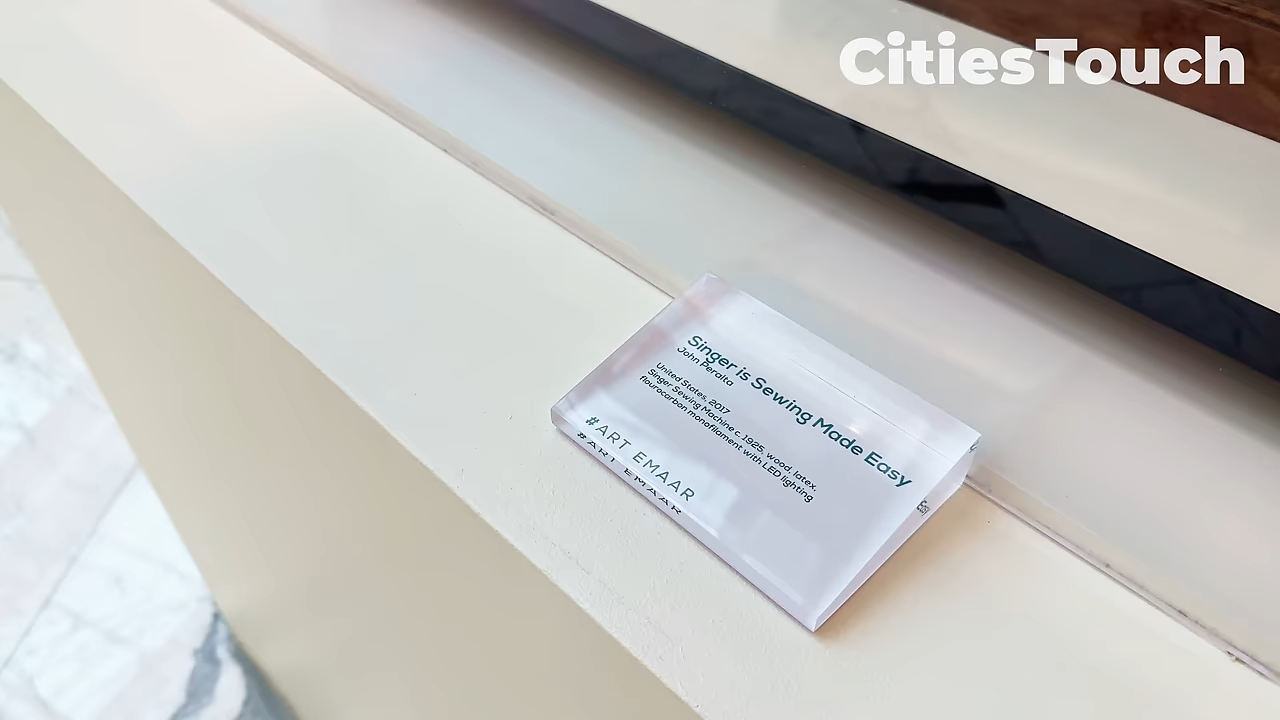 CitiesTouch
Singer is Sewing Made Easy
John Peralta
United States, 2017
Singer Sewing Machine c. 1925, wood, latex,
flourocarbon monofilament with LED lighting
#ART EMAAR
#ART EMAAR